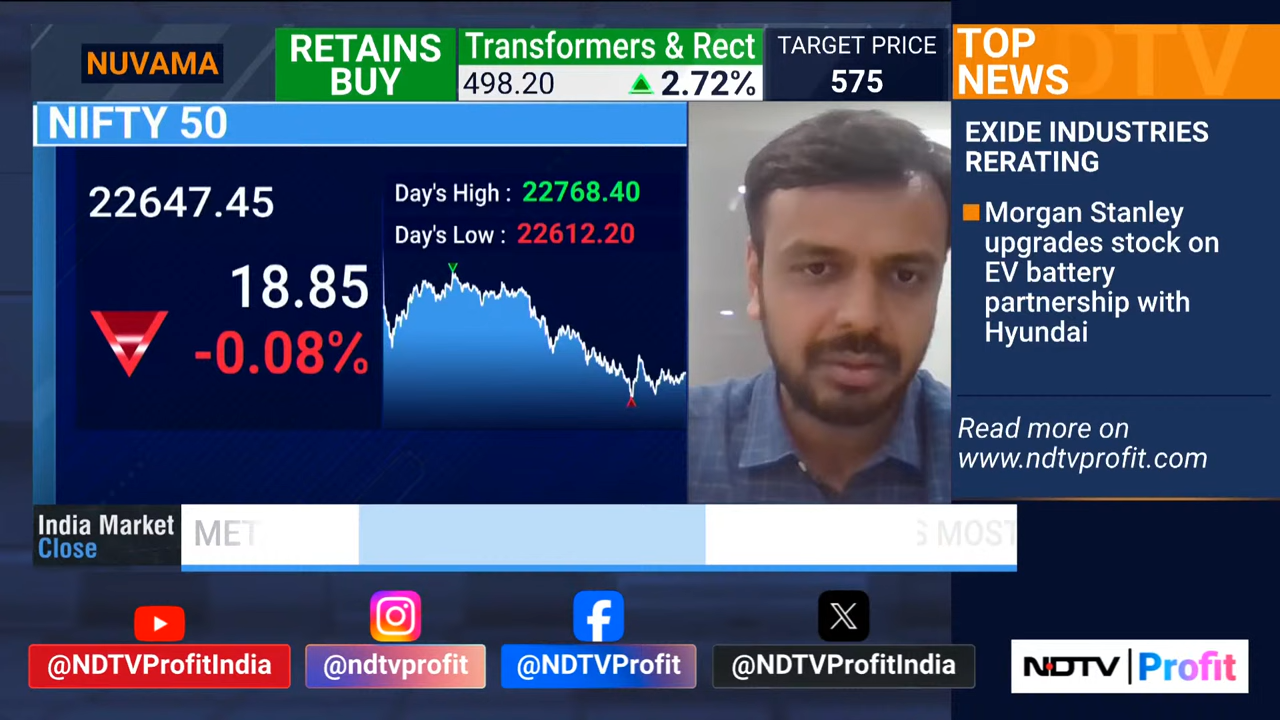 NUVAMA
RETAINS
BUY
Transformers & Rect
498.20 2.72%
TARGET PRICE
575
TOP
NEWS
NDTV
NIFTY 50
22647.45
18.85
-0.08%
Day's High : 22768.40
Day's Low : 22612.20
EXIDE INDUSTRIES
RERATING
Morgan Stanley
upgrades stock on
EV battery
partnership with
Hyundai
Read more on
www.ndtvprofit.com
India Market
Close
MET
S MOST
@NDTVProfitIndia
@ndtvprofit
@NDTVProfit
@NDTVProfitIndia
NDTV Profit